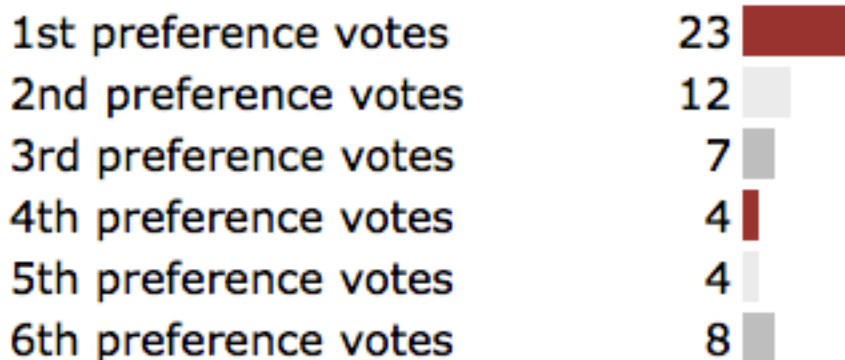 1st preference votes 23
2nd preference votes 12
3rd preference votes 7
4th preference votes 4
5th preference votes 4
6th preference votes 8